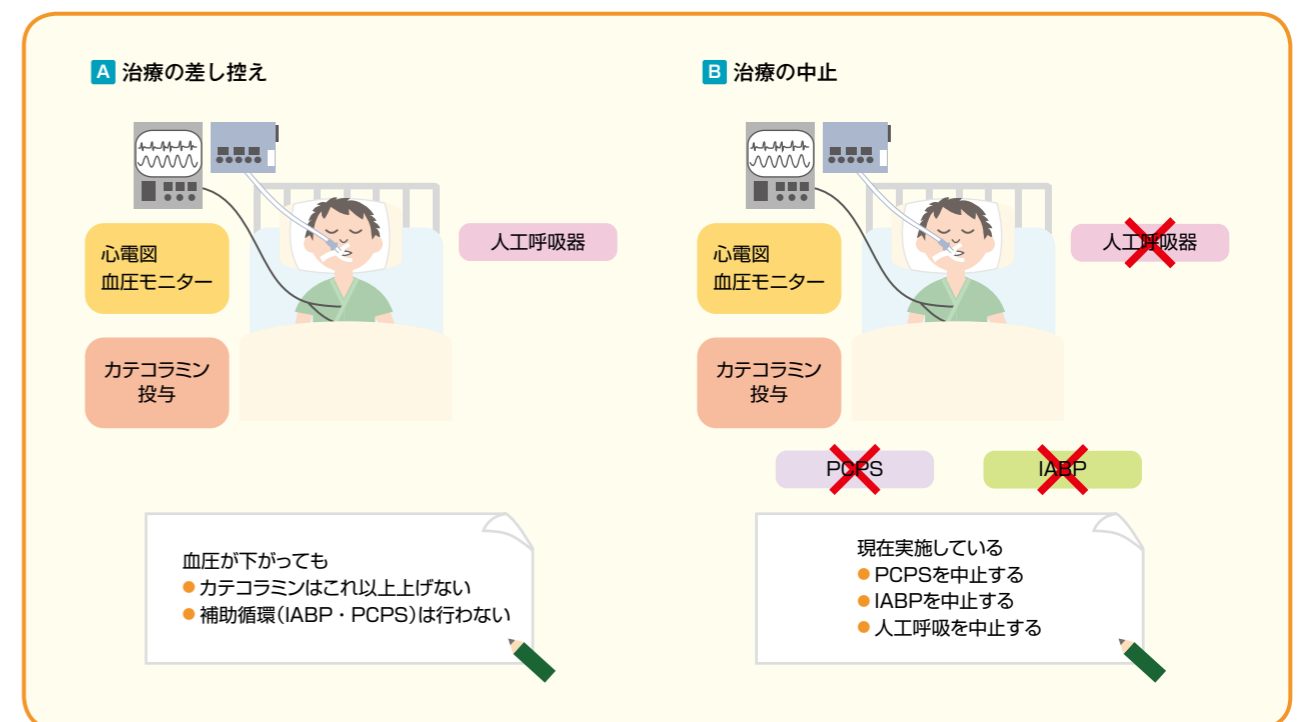 A 治療の差し控え
心電図
血圧モニター
人工呼吸器
カテコラミン
投与
血圧が下がっても
● カテコラミンはこれ以上上げない
● 補助循環(IABP・PCPS)は行わない
B 治療の中止
心電図
血圧モニター
人工呼吸器
カテコラミン
投与
PCPS
IABP
現在実施している
● PCPSを中止する
● IABPを中止する
● 人工呼吸を中止する